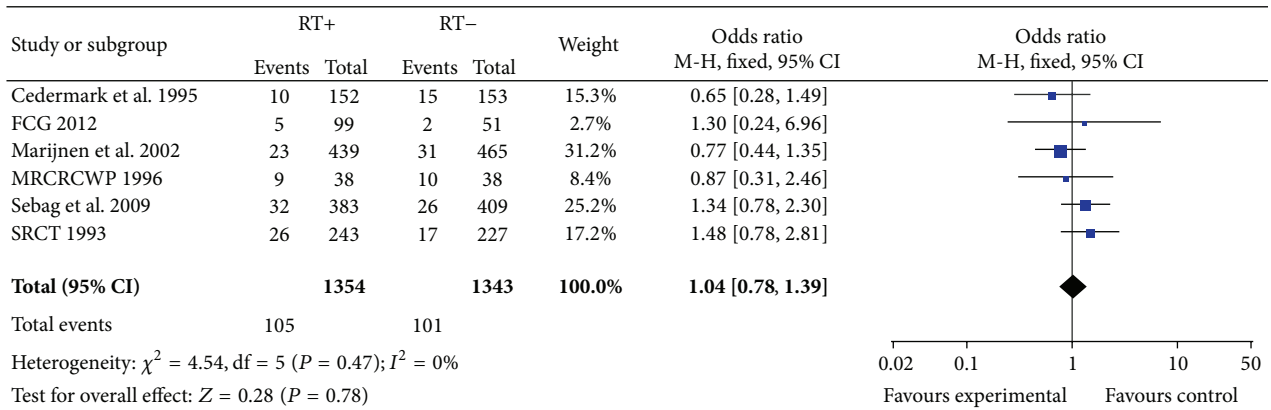 Study or subgroup RT+ RT− Weight Odds ratio Odds ratio
Events Total Events Total M-H, fixed, 95% CI M-H, fixed, 95% CI
Cedermark et al. 1995 10 152 15 153 15.3% 0.65 [0.28, 1.49]
FCG 2012 5 99 2 51 2.7% 1.30 [0.24, 6.96]
Marijnen et al. 2002 23 439 31 465 31.2% 0.77 [0.44, 1.35]
MRCRCWP 1996 9 38 10 38 8.4% 0.87 [0.31, 2.46]
Sebag et al. 2009 32 383 26 409 25.2% 1.34 [0.78, 2.30]
SRCT 1993 26 243 17 227 17.2% 1.48 [0.78, 2.81]
Total (95% CI) 1354 1343 100.0% 1.04 [0.78, 1.39]
Total events 105 101
Heterogeneity: χ² = 4.54, df = 5 (P = 0.47); I² = 0%
0.02 0.1 1 10 50
Test for overall effect: Z = 0.28 (P = 0.78)
Favours experimental Favours control